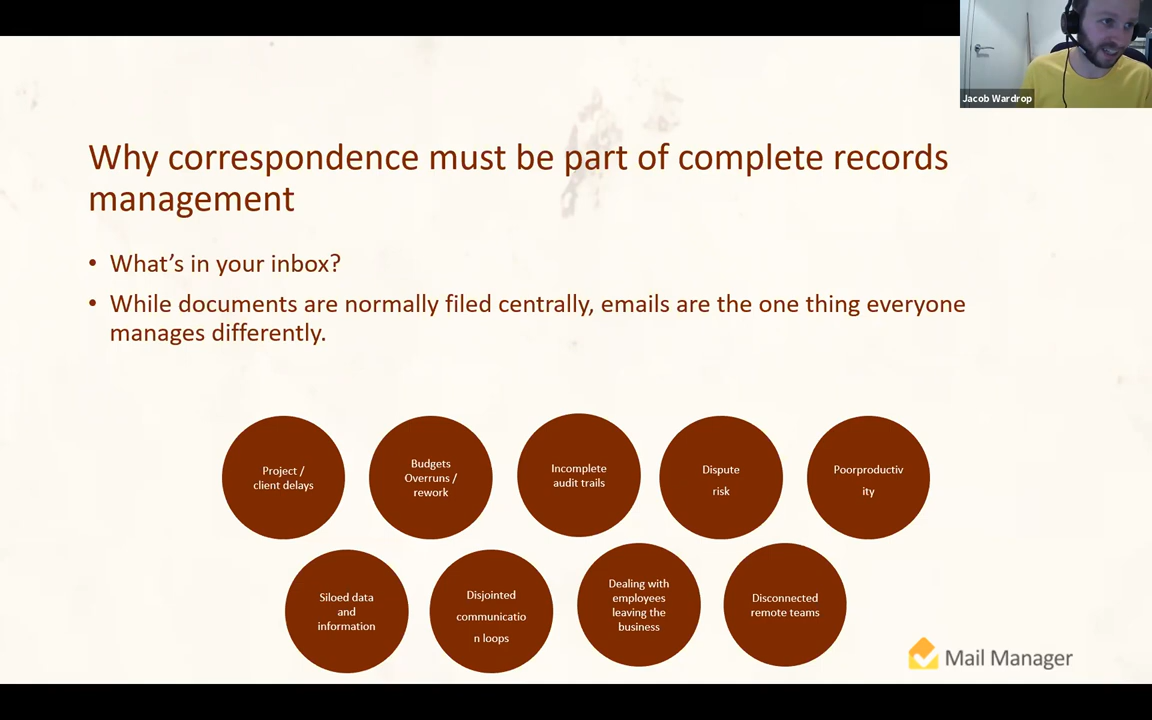 Jacob Wardrop
Why correspondence must be part of complete records
management
• What's in your inbox?
• While documents are normally filed centrally, emails are the one thing everyone
manages differently.
Project /
client delays
Budgets
Overruns /
rework
Incomplete
audit trails
Dispute
risk
Poorproductiv
ity
Siloed data
and
information
Disjointed
communicatio
n loops
Dealing with
employees
leaving the
business
Disconnected
remote teams
Mail Manager